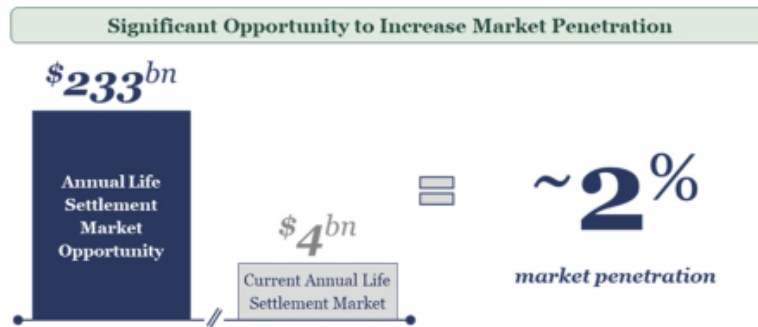 Significant Opportunity to Increase Market Penetration
$233bn
Annual Life
Settlement
Market
Opportunity
$4bn
Current Annual Life
Settlement Market
=
~2%
market penetration